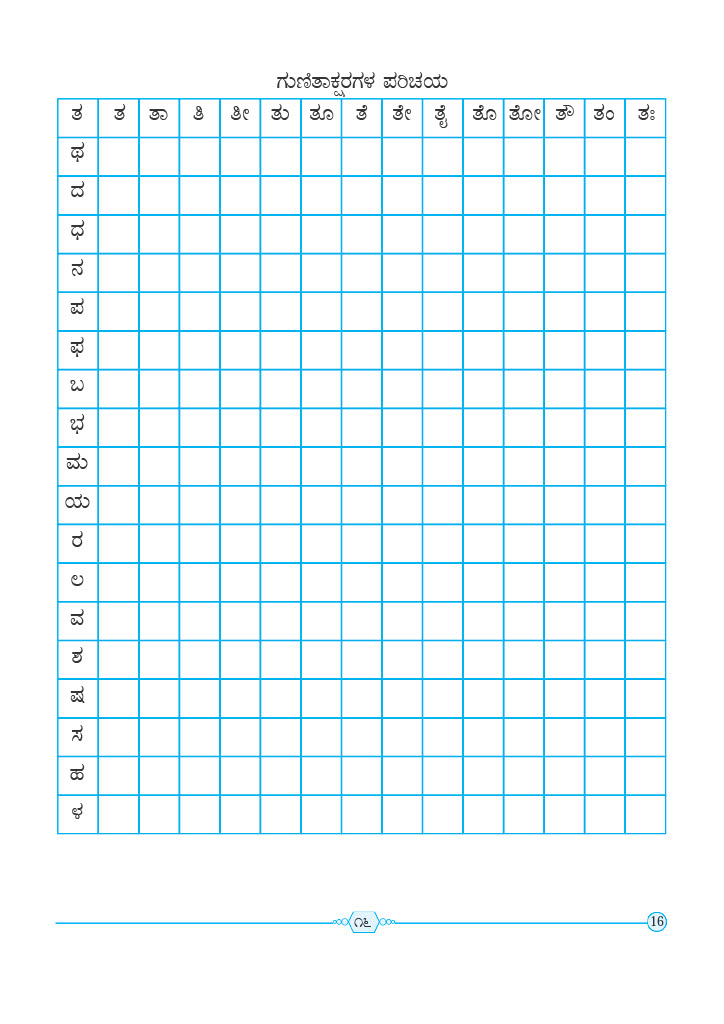 ಗುಣಿತಾಕ್ಷರಗಳ ಪರಿಚಯ
ತ ತ ತಾ ತಿ ತೀ ತು ತೂ ತೆ ತೇ ತೈ ತೊ ತೋ ತೌ ತಂ ತಃ
ಥ
ದ
ಧ
ನ
ಪ
ಫ
ಬ
ಭ
ಮ
ಯ
ರ
ಲ
ವ
ಶ
ಷ
ಸ
ಹ
ಳ
೧೬ 16